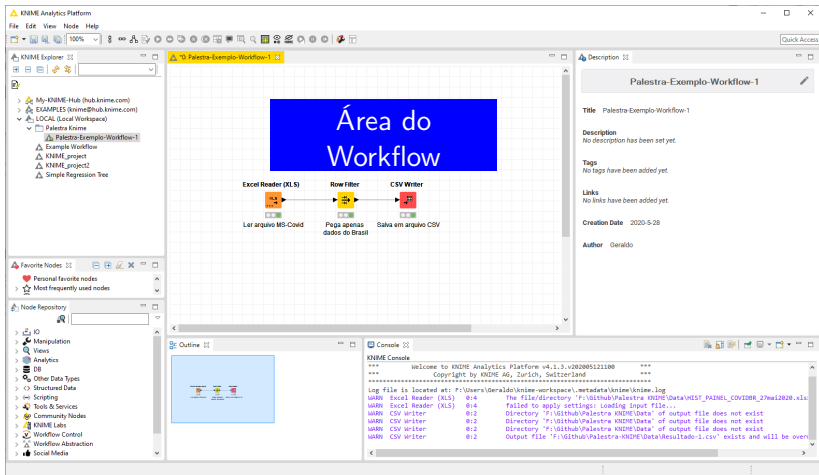 KNIME Analytics Platform
File Edit View Node Help
100%
Quick Access
KNIME Explorer
My-KNIME-Hub (hub.knime.com)
EXAMPLES (knime@hub.knime.com)
LOCAL (Local Workspace)
Palestra Knime
Palestra-Exemplo-Workflow-1
Example Workflow
KNIME_project
KNIME_project2
Simple Regression Tree
Favorite Nodes
Personal favorite nodes
Most frequently used nodes
Node Repository
IO
Manipulation
Views
Analytics
DB
Other Data Types
Structured Data
Scripting
Tools & Services
Community Nodes
KNIME Labs
Workflow Control
Workflow Abstraction
Social Media
*0: Palestra-Exemplo-Workflow-1
Área do
Workflow
Excel Reader (XLS) Row Filter CSV Writer
XLS
Ler arquivo MS-Covid Pega apenas Salva em arquivo CSV
dados do Brasil
Description
Palestra-Exemplo-Workflow-1
Title Palestra-Exemplo-Workflow-1
Description
No description has been set yet.
Tags
No tags have been added yet.
Links
No links have been added yet.
Creation Date 2020-5-28
Author Geraldo
Outline
Console
KNIME Console
*** Welcome to KNIME Analytics Platform v4.1.3.v202005121100 ***
*** Copyright by KNIME AG, Zurich, Switzerland ***
Log file is located at: F:\Users\Geraldo\knime-workspace\.metadata\knime\knime.log
WARN Excel Reader (XLS) 0:4 The file/directory 'F:\Github\Palestra KNIME\Data\HIST_PAINEL_COVIDBR_27mai2020.xls
WARN Excel Reader (XLS) 0:4 failed to apply settings: Loading input file...
WARN CSV Writer 0:2 Directory 'F:\Github\Palestra-KNIME\Data' of output file does not exist
WARN CSV Writer 0:2 Directory 'F:\Github\Palestra-KNIME\Data' of output file does not exist
WARN CSV Writer 0:2 Directory 'F:\Github\Palestra-KNIME\Data' of output file does not exist
WARN CSV Writer 0:2 Output file 'F:\Github\Palestra-KNIME\Data\Resultado-1.csv' exists and will be over